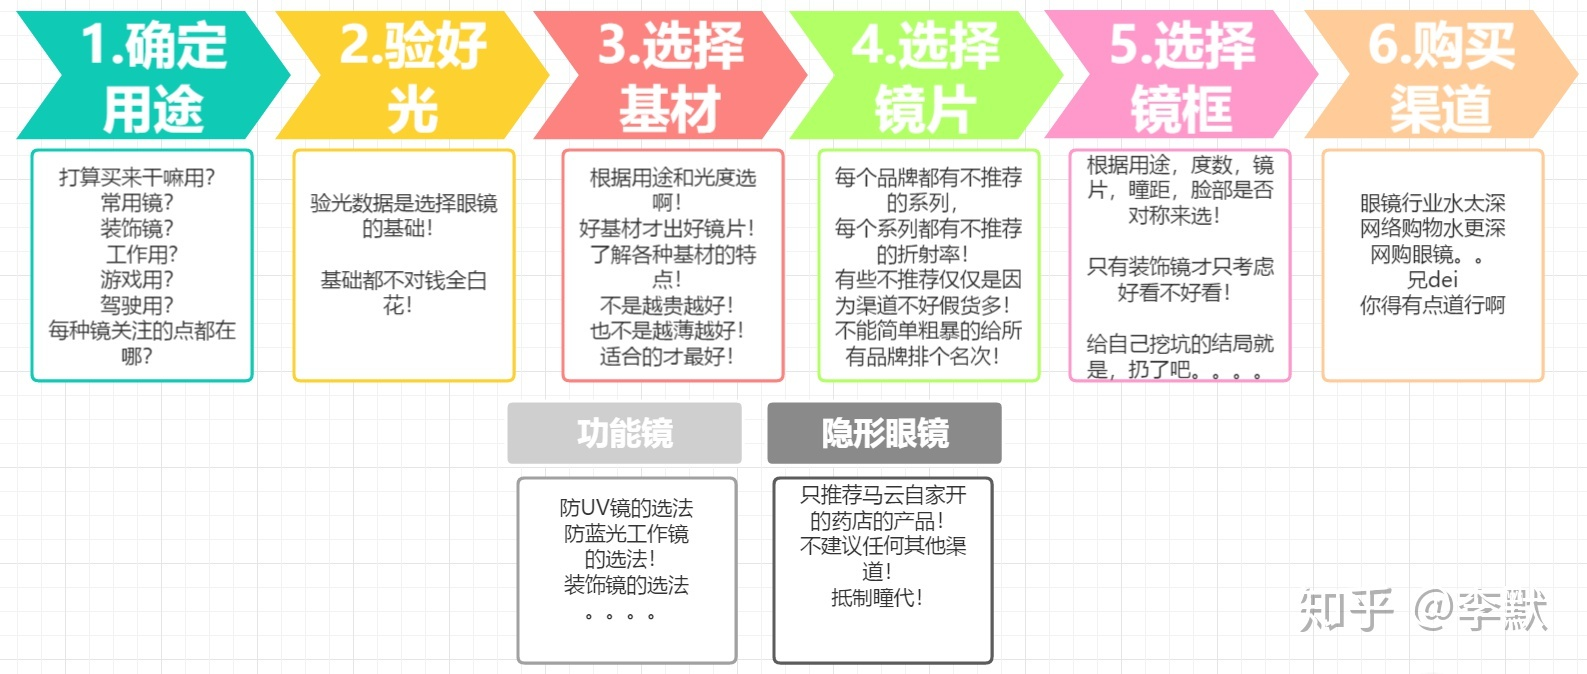 1.确定
用途
打算买来干嘛用？
常用镜？
装饰镜？
工作用？
游戏用？
驾驶用？
每种镜关注的点都在
哪？
2.验好
光
验光数据是选择眼镜
的基础！
基础都不对钱全白
花！
3.选择
基材
根据用途和光度选
啊！
好基材才出好镜片！
了解各种基材的特
点！
不是越贵越好！
也不是越薄越好！
适合的才最好！
4.选择
镜片
每个品牌都有不推荐
的系列，
每个系列都有不推荐
的折射率！
有些不推荐仅仅是因
为渠道不好假货多！
不能简单粗暴的给所
有品牌排个名次！
5.选择
镜框
根据用途，度数，镜
片，瞳距，脸部是否
对称来选！
只有装饰镜才只考虑
好看不好看！
给自己挖坑的结局就
是，扔了吧。。。。
6.购买
渠道
眼镜行业水太深
网络购物水更深
网购眼镜。。
兄dei
你得有点道行啊
功能镜
防UV镜的选法
防蓝光工作镜
的选法！
装饰镜的选法
。。。。
隐形眼镜
只推荐马云自家开
的药店的产品！
不建议任何其他渠
道！
抵制瞳代！
知乎 @李默